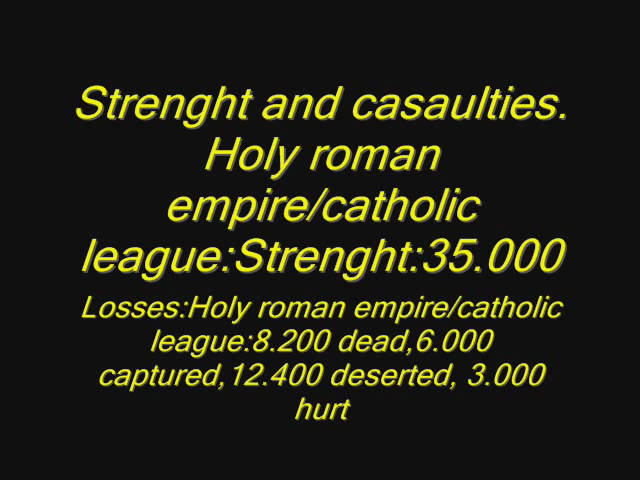 Strenght and casaulties.
Holy roman
empire/catholic
league:Strenght:35.000
Losses:Holy roman empire/catholic
league:8.200 dead,6.000
captured,12.400 deserted, 3.000
hurt